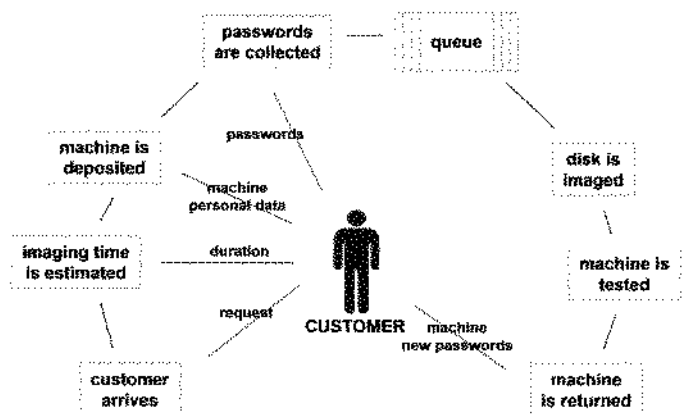 passwords
are collected
queue
passwords
machine is
deposited
disk is
imaged
machine
personal data
imaging time
is estimated
duration
machine is
tested
request
CUSTOMER
machine
new passwords
customer
arrives
machine
is returned